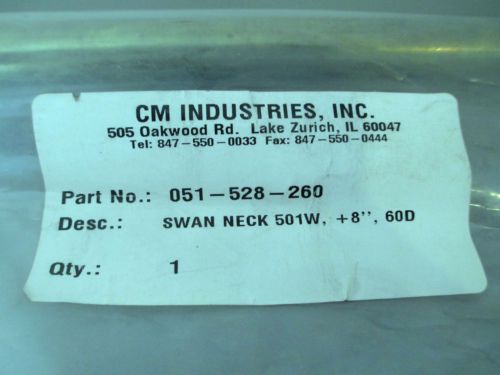 CM INDUSTRIES, INC.
505 Oakwood Rd. Lake Zurich, IL 60047
Tel: 847-550-0033 Fax: 847-550-0444
Part No.: 051-528-260
Desc.: SWAN NECK 501W, +8'', 60D
Qty.: 1